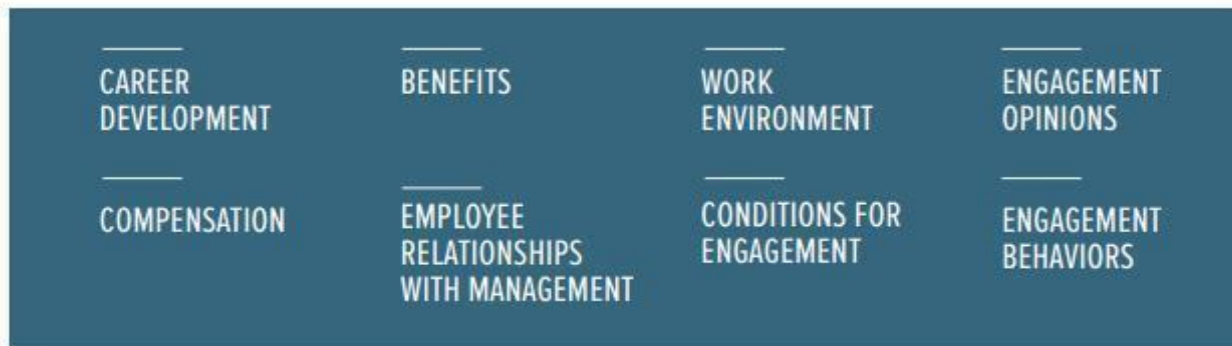 CAREER
DEVELOPMENT
BENEFITS
WORK
ENVIRONMENT
ENGAGEMENT
OPINIONS
COMPENSATION
EMPLOYEE
RELATIONSHIPS
WITH MANAGEMENT
CONDITIONS FOR
ENGAGEMENT
ENGAGEMENT
BEHAVIORS